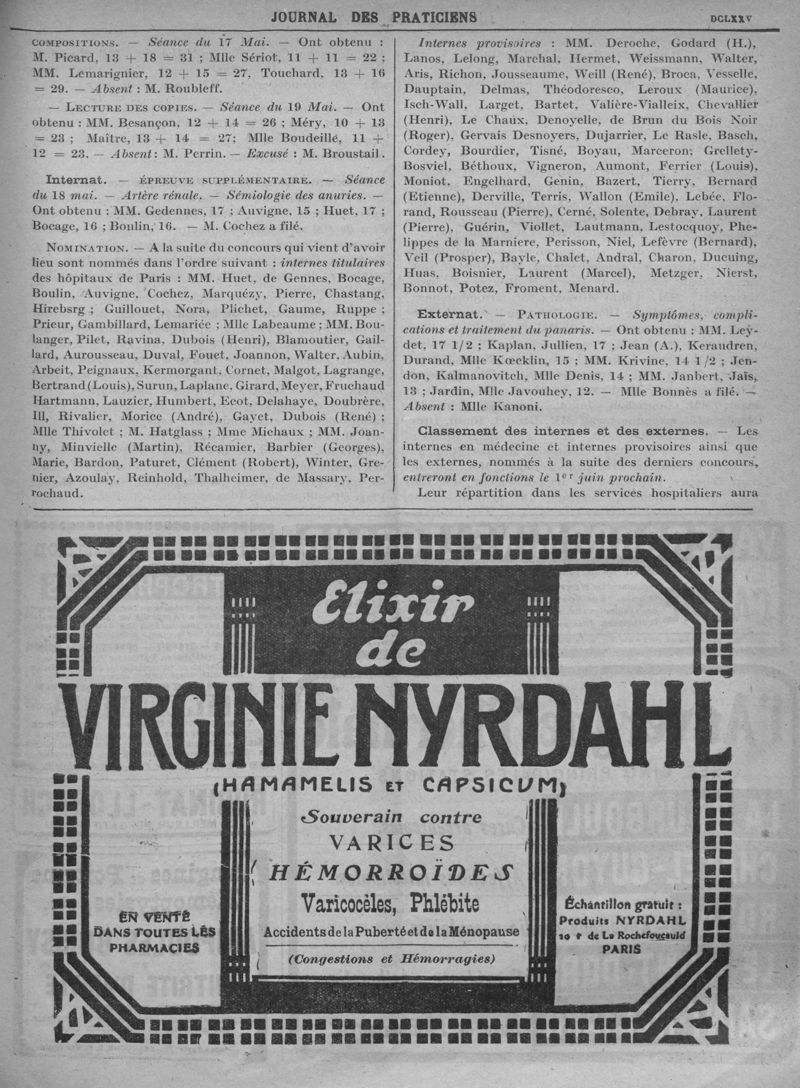 JOURNAL DES PRATICIENS
DCLXXV
COMPOSITIONS. — Séance du 17 Mai. — Ont obtenu :
M. Picard, 13 + 18 = 31 ; Mlle Sériot, 11 + 11 = 22 ;
MM. Lemarignier, 12 + 15 = 27, Touchard, 13 + 16
= 29. — Absent : M. Roubleff.
— LECTURE DES COPIES. — Séance du 19 Mai. — Ont
obtenu : MM. Besançon, 12 + 14 = 26 ; Méry, 10 + 13
= 23 ; Maître, 13 + 14 = 27; Mlle Boudeillé, 11 +
12 = 23. — Absent: M. Perrin. — Excusé : M. Broustail.
Internat. — ÉPREUVE SUPPLÉMENTAIRE. — Séance
du 18 mai. — Artère rénale. — Sémiologie des anuries. —
Ont obtenu : MM. Gedennes, 17 ; Auvigne, 15 ; Huet, 17 ;
Bocage, 16 ; Boulin, 16. — M. Cochez a filé.
NOMINATION. — A la suite du concours qui vient d'avoir
lieu sont nommés dans l'ordre suivant : internes titulaires
des hôpitaux de Paris : MM. Huet, de Gennes, Bocage,
Boulin, Auvigne, Cochez, Marquézy, Pierre, Chastang,
Hirebsrg ; Guillouet, Nora, Plichet, Gaume, Ruppe ;
Prieur, Gambillard, Lemariée ; Mlle Labeaume ; MM. Bou-
langer, Pilet, Ravina, Dubois (Henri), Blamoutier, Gail-
lard, Aurousseau, Duval, Fouet, Joannon, Walter, Aubin,
Arbeit, Peignaux, Kermorgant, Cornet, Malgot, Lagrange,
Bertrand (Louis), Surun, Laplane, Girard, Meyer, Fruchaud
Hartmann, Lauzier, Humbert, Ecot, Delahaye, Doubrère,
Ill, Rivalier, Morice (André), Gayet, Dubois (René) ;
Mlle Thivolet ; M. Hatglass ; Mme Michaux ; MM. Joan-
ny, Minvielle (Martin), Récamier, Barbier (Georges),
Marie, Bardon, Paturet, Clément (Robert), Winter, Gre-
nier, Azoulay, Reinhold, Thalheimer, de Massary, Per-
rochaud.
Internes provisoires : MM. Deroche, Godard (H.),
Lanos, Lelong, Marchal, Hermet, Weissmann, Walter,
Aris, Richon, Jousseaume, Weill (René), Broca, Vesselle,
Dauptain, Delmas, Théodoresco, Leroux (Maurice),
Isch-Wall, Larget, Bartet, Valière-Vialleix, Chevallier
(Henri), Le Chaux, Denoyelle, de Brun du Bois Noir
(Roger), Gervais Desnoyers, Dujarrier, Le Rasle, Basch,
Cordey, Bourdier, Tisné, Boyau, Marceron, Grellety-
Bosviel, Béthoux, Vigneron, Aumont, Ferrier (Louis),
Moniot, Engelhard, Genin, Bazert, Tierry, Bernard
(Etienne), Derville, Terris, Wallon (Emile), Lebée, Flo-
rand, Rousseau (Pierre), Cerné, Solente, Debray, Laurent
(Pierre), Guérin, Viollet, Lautmann, Lestocquoy, Phe-
lippes de la Marniere, Perisson, Niel, Lefèvre (Bernard),
Veil (Prosper), Bayle, Chalet, Andral, Charon, Ducuing,
Huas, Boisnier, Laurent (Marcel), Metzger, Nierst,
Bonnot, Potez, Froment, Menard.
Externat. — PATHOLOGIE. — Symptômes, compli-
cations et traitement du panaris. — Ont obtenu : MM. Ley-
det, 17 1/2 ; Kaplan, Jullien, 17 ; Jean (A.), Keraudren,
Durand, Mlle Kœcklin, 15 ; MM. Krivine, 14 1/2 ; Jen-
don, Kalmanovitch, Mlle Denis, 14 ; MM. Janbert, Jaïs,
13 ; Jardin, Mlle Javouhey, 12. — Mlle Bonnès a filé. —
Absent : Mlle Kanoni.
Classement des internes et des externes. — Les
internes en médecine et internes provisoires ainsi que
les externes, nommés à la suite des derniers concours,
entreront en fonctions le 1er juin prochain.
Leur répartition dans les services hospitaliers aura
Elixir
de
VIRGINIE NYRDAHL
(HAMAMELIS ET CAPSICUM)
Souverain contre
VARICES
HÉMORROÏDES
Varicocèles, Phlébite
Accidents de la Puberté et de la Ménopause
(Congestions et Hémorragies)
EN VENTE
DANS TOUTES LES
PHARMACIES
Échantillon gratuit :
Produits NYRDAHL
20 r de La Rochefoucauld
PARIS